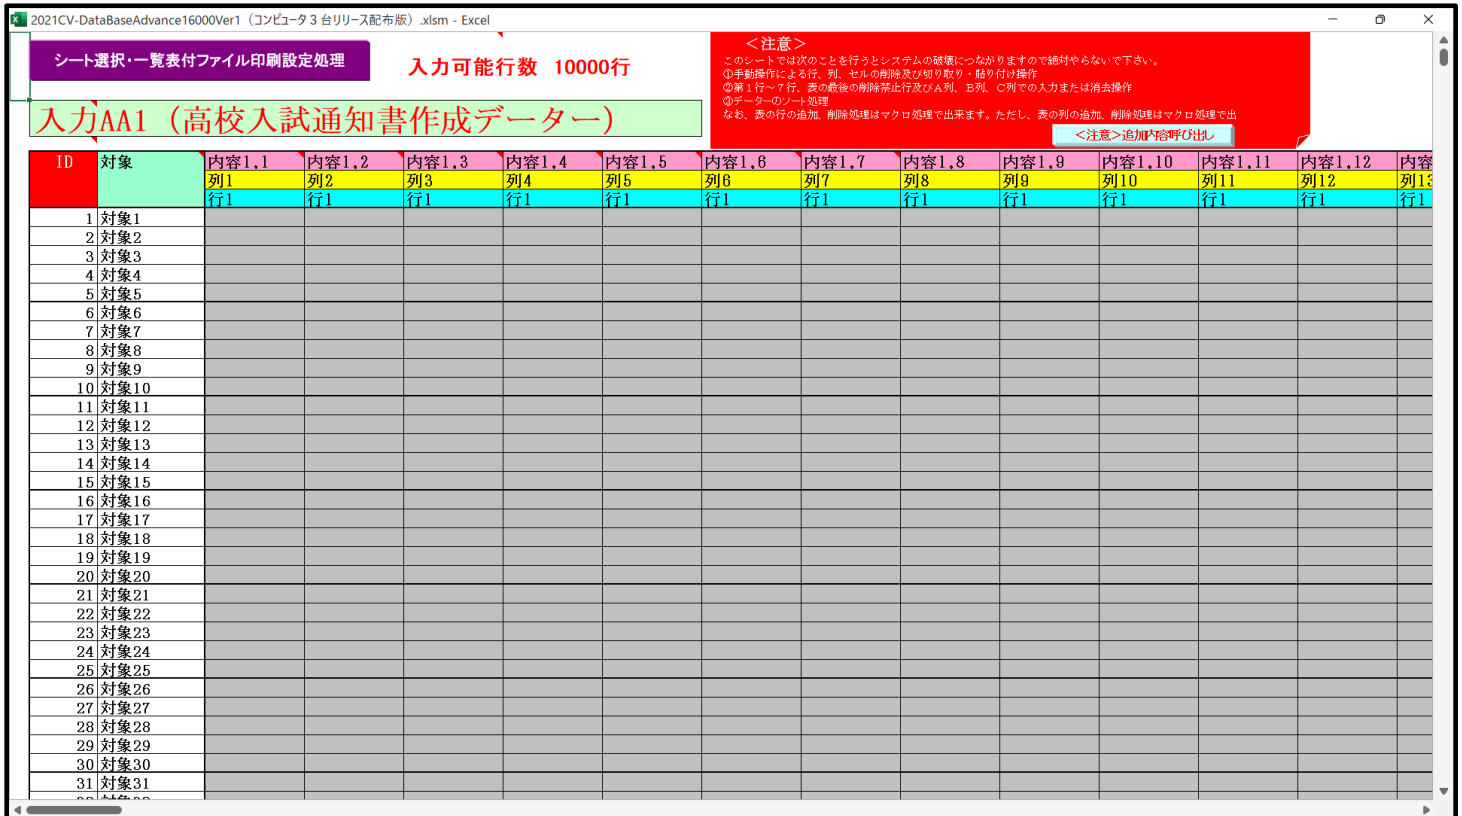 2021CV-DataBaseAdvance16000Ver1（コンピュータ３台リリース配布版）.xlsm - Excel
シート選択・一覧表付ファイル印刷設定処理
入力可能行数 10000行
＜注意＞
このシートでは次のことを行うとシステムの破壊につながりますので絶対やらないで下さい。
①手動操作による行、列、セルの削除及び切り取り・貼り付け操作
②第１行～７行、表の最後の削除禁止行及びＡ列、Ｂ列、Ｃ列での入力または消去操作
③データーのソート処理
なお、表の行の追加、削除処理はマクロ処理で出来ます。ただし、表の列の追加、削除処理はマクロ処理で出
＜注意＞追加内容呼び出し
入力AA1（高校入試通知書作成データー）
ID 対象 内容1,1 内容1,2 内容1,3 内容1,4 内容1,5 内容1,6 内容1,7 内容1,8 内容1,9 内容1,10 内容1,11 内容1,12 内容
列1 列2 列3 列4 列5 列6 列7 列8 列9 列10 列11 列12 列13
行1 行1 行1 行1 行1 行1 行1 行1 行1 行1 行1 行1 行1
1 対象1
2 対象2
3 対象3
4 対象4
5 対象5
6 対象6
7 対象7
8 対象8
9 対象9
10 対象10
11 対象11
12 対象12
13 対象13
14 対象14
15 対象15
16 対象16
17 対象17
18 対象18
19 対象19
20 対象20
21 対象21
22 対象22
23 対象23
24 対象24
25 対象25
26 対象26
27 対象27
28 対象28
29 対象29
30 対象30
31 対象31